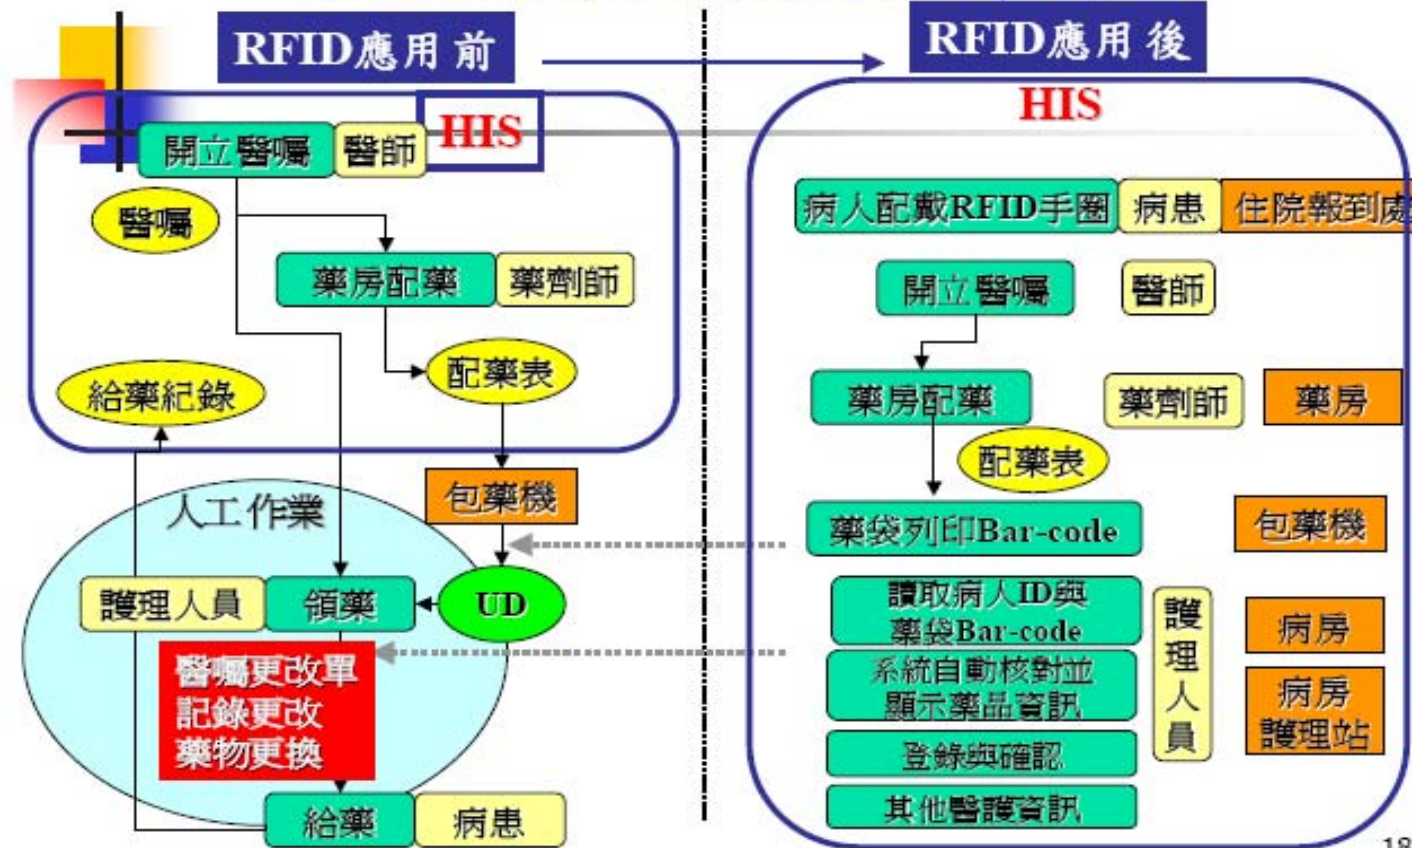 RFID應用前
RFID應用後
HIS
開立醫囑
醫師
醫囑
藥房配藥
藥劑師
配藥表
給藥紀錄
包藥機
人工作業
護理人員
領藥
UD
醫囑更改單
記錄更改
藥物更換
給藥
病患
HIS
病人配戴RFID手圈
病患
住院報到處
開立醫囑
醫師
藥房配藥
藥劑師
藥房
配藥表
藥袋列印Bar-code
包藥機
讀取病人ID與
藥袋Bar-code
系統自動核對並
顯示藥品資訊
登錄與確認
其他醫護資訊
護理人員
病房
病房
護理站
18